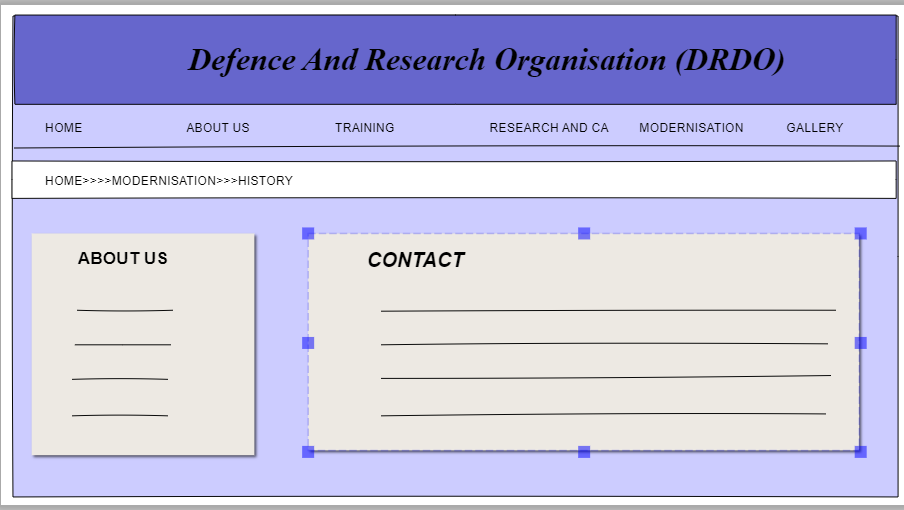 Defence And Research Organisation (DRDO)
HOME ABOUT US TRAINING RESEARCH AND CA MODERNISATION GALLERY
HOME>>>>MODERNISATION>>>HISTORY
ABOUT US
CONTACT